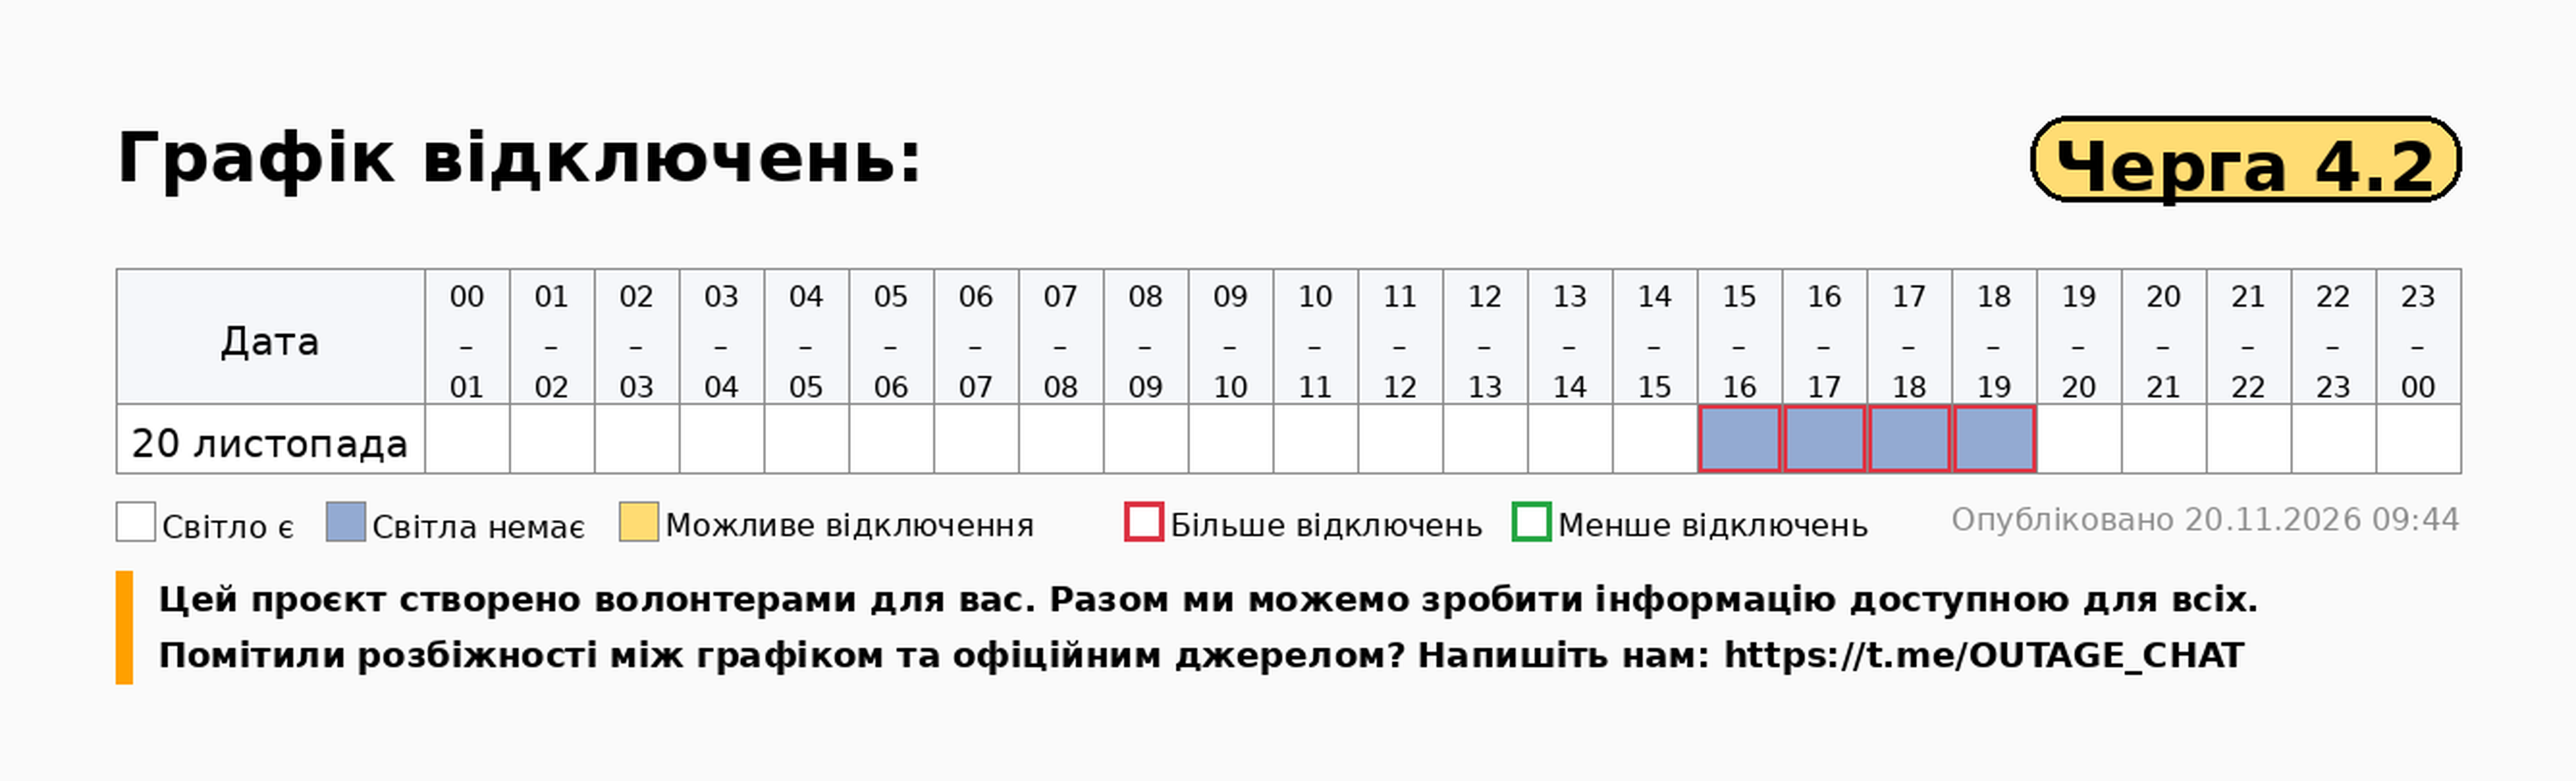 Графік відключень:
Черга 4.2
Дата 00 – 01 01 – 02 02 – 03 03 – 04 04 – 05 05 – 06 06 – 07 07 – 08 08 – 09 09 – 10 10 – 11 11 – 12 12 – 13 13 – 14 14 – 15 15 – 16 16 – 17 17 – 18 18 – 19 19 – 20 20 – 21 21 – 22 22 – 23 23 – 00
20 листопада
Світло є Світла немає Можливе відключення Більше відключень Менше відключень Опубліковано 20.11.2026 09:44
Цей проєкт створено волонтерами для вас. Разом ми можемо зробити інформацію доступною для всіх.
Помітили розбіжності між графіком та офіційним джерелом? Напишіть нам: https://t.me/OUTAGE_CHAT